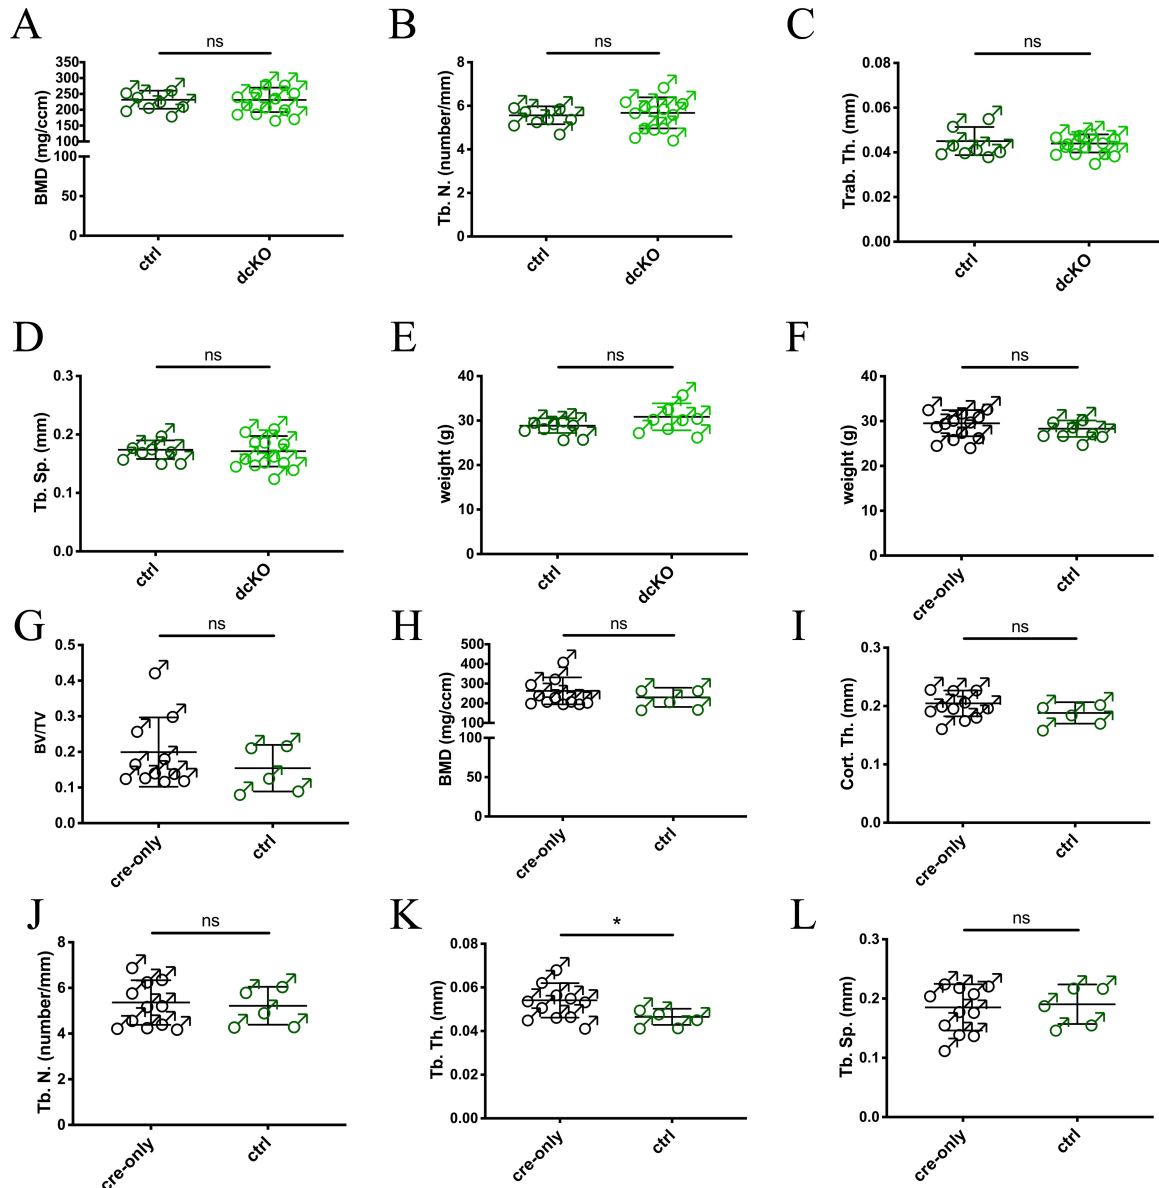 A
ns
BMD (mg/ccm)
350
300
250
200
150
100
100
50
0
ctrl
dcKO
B
ns
Tb. N. (number/mm)
8
6
4
2
0
ctrl
dcKO
C
ns
Trab. Th. (mm)
0.08
0.06
0.04
0.02
0.00
ctrl
dcKO
D
ns
Tb. Sp. (mm)
0.3
0.2
0.1
0.0
ctrl
dcKO
E
ns
weight (g)
40
30
20
10
0
ctrl
dcKO
F
ns
weight (g)
40
30
20
10
0
cre-only
ctrl
G
ns
BV/TV
0.5
0.4
0.3
0.2
0.1
0.0
cre-only
ctrl
H
ns
BMD (mg/ccm)
500
400
300
200
100
100
50
0
cre-only
ctrl
I
ns
Cort. Th. (mm)
0.3
0.2
0.1
0.0
cre-only
ctrl
J
ns
Tb. N. (number/mm)
8
6
4
2
0
cre-only
ctrl
K
*
Tb. Th. (mm)
0.08
0.06
0.04
0.02
0.00
cre-only
ctrl
L
ns
Tb. Sp. (mm)
0.3
0.2
0.1
0.0
cre-only
ctrl